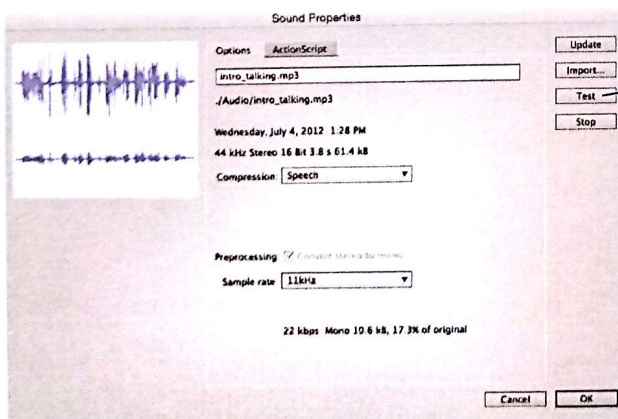 Sound Properties
Options ActionScript
intro_talking.mp3
./Audio/intro_talking.mp3
Wednesday, July 4, 2012 1:28 PM
44 kHz Stereo 16 Bit 3.8 s 61.4 kB
Compression: Speech
Preprocessing: Convert stereo to mono
Sample rate: 11kHz
22 kbps Mono 10.6 kB, 17.3% of original
Update
Import...
Test
Stop
Cancel OK